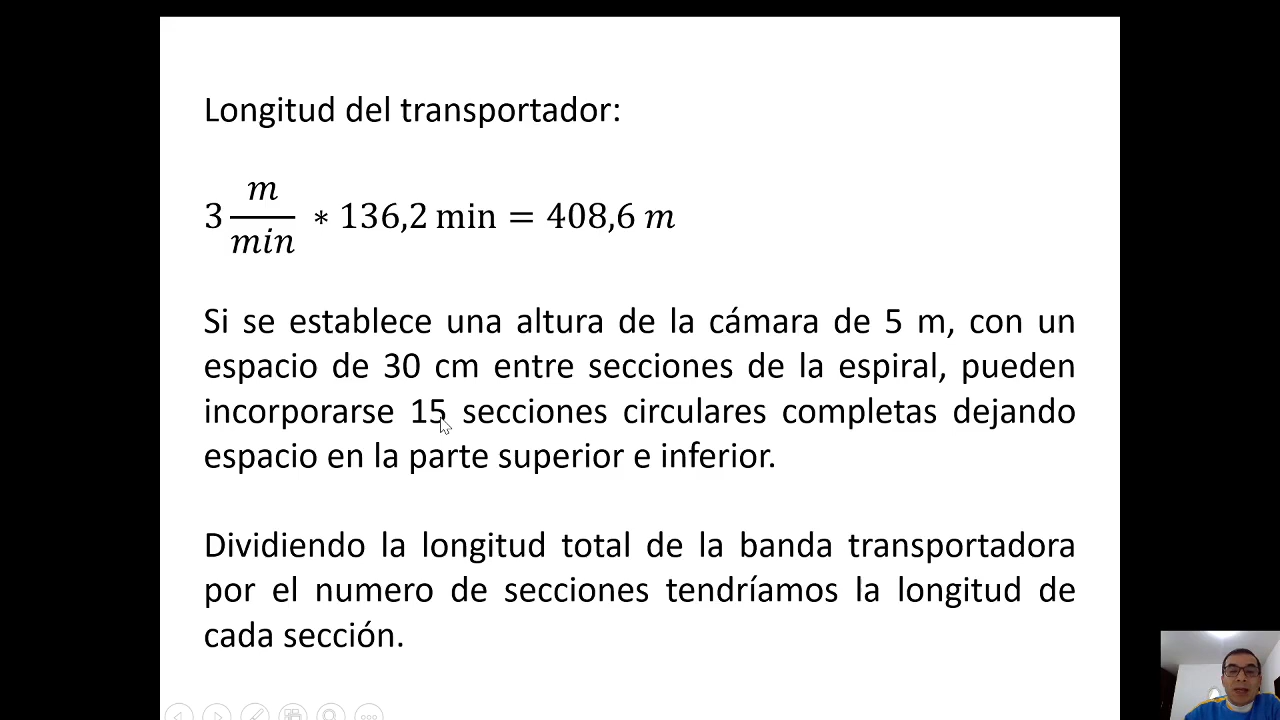 Longitud del transportador:
3 m/min * 136,2 min = 408,6 m
Si se establece una altura de la cámara de 5 m, con un
espacio de 30 cm entre secciones de la espiral, pueden
incorporarse 15 secciones circulares completas dejando
espacio en la parte superior e inferior.
Dividiendo la longitud total de la banda transportadora
por el numero de secciones tendríamos la longitud de
cada sección.